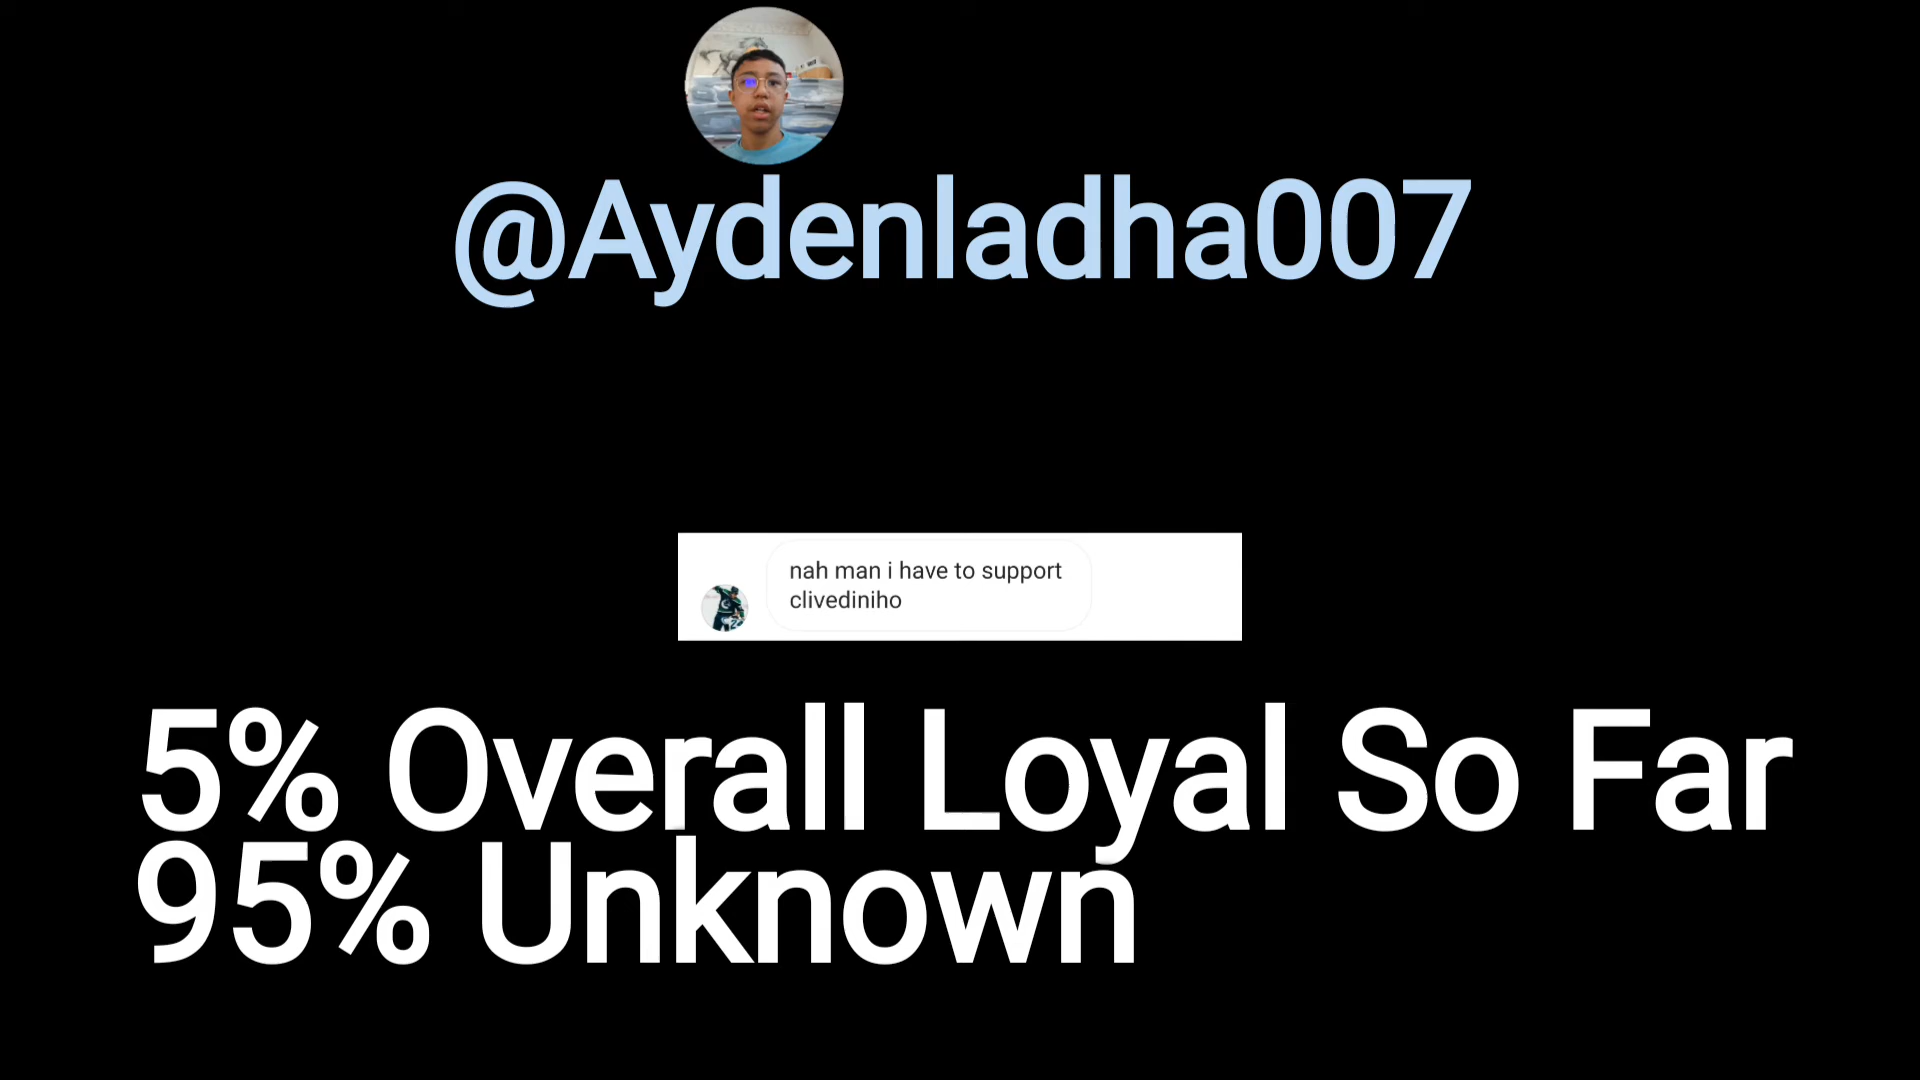 @Aydenladha007
nah man i have to support
clivediniho
5% Overall Loyal So Far
95% Unknown